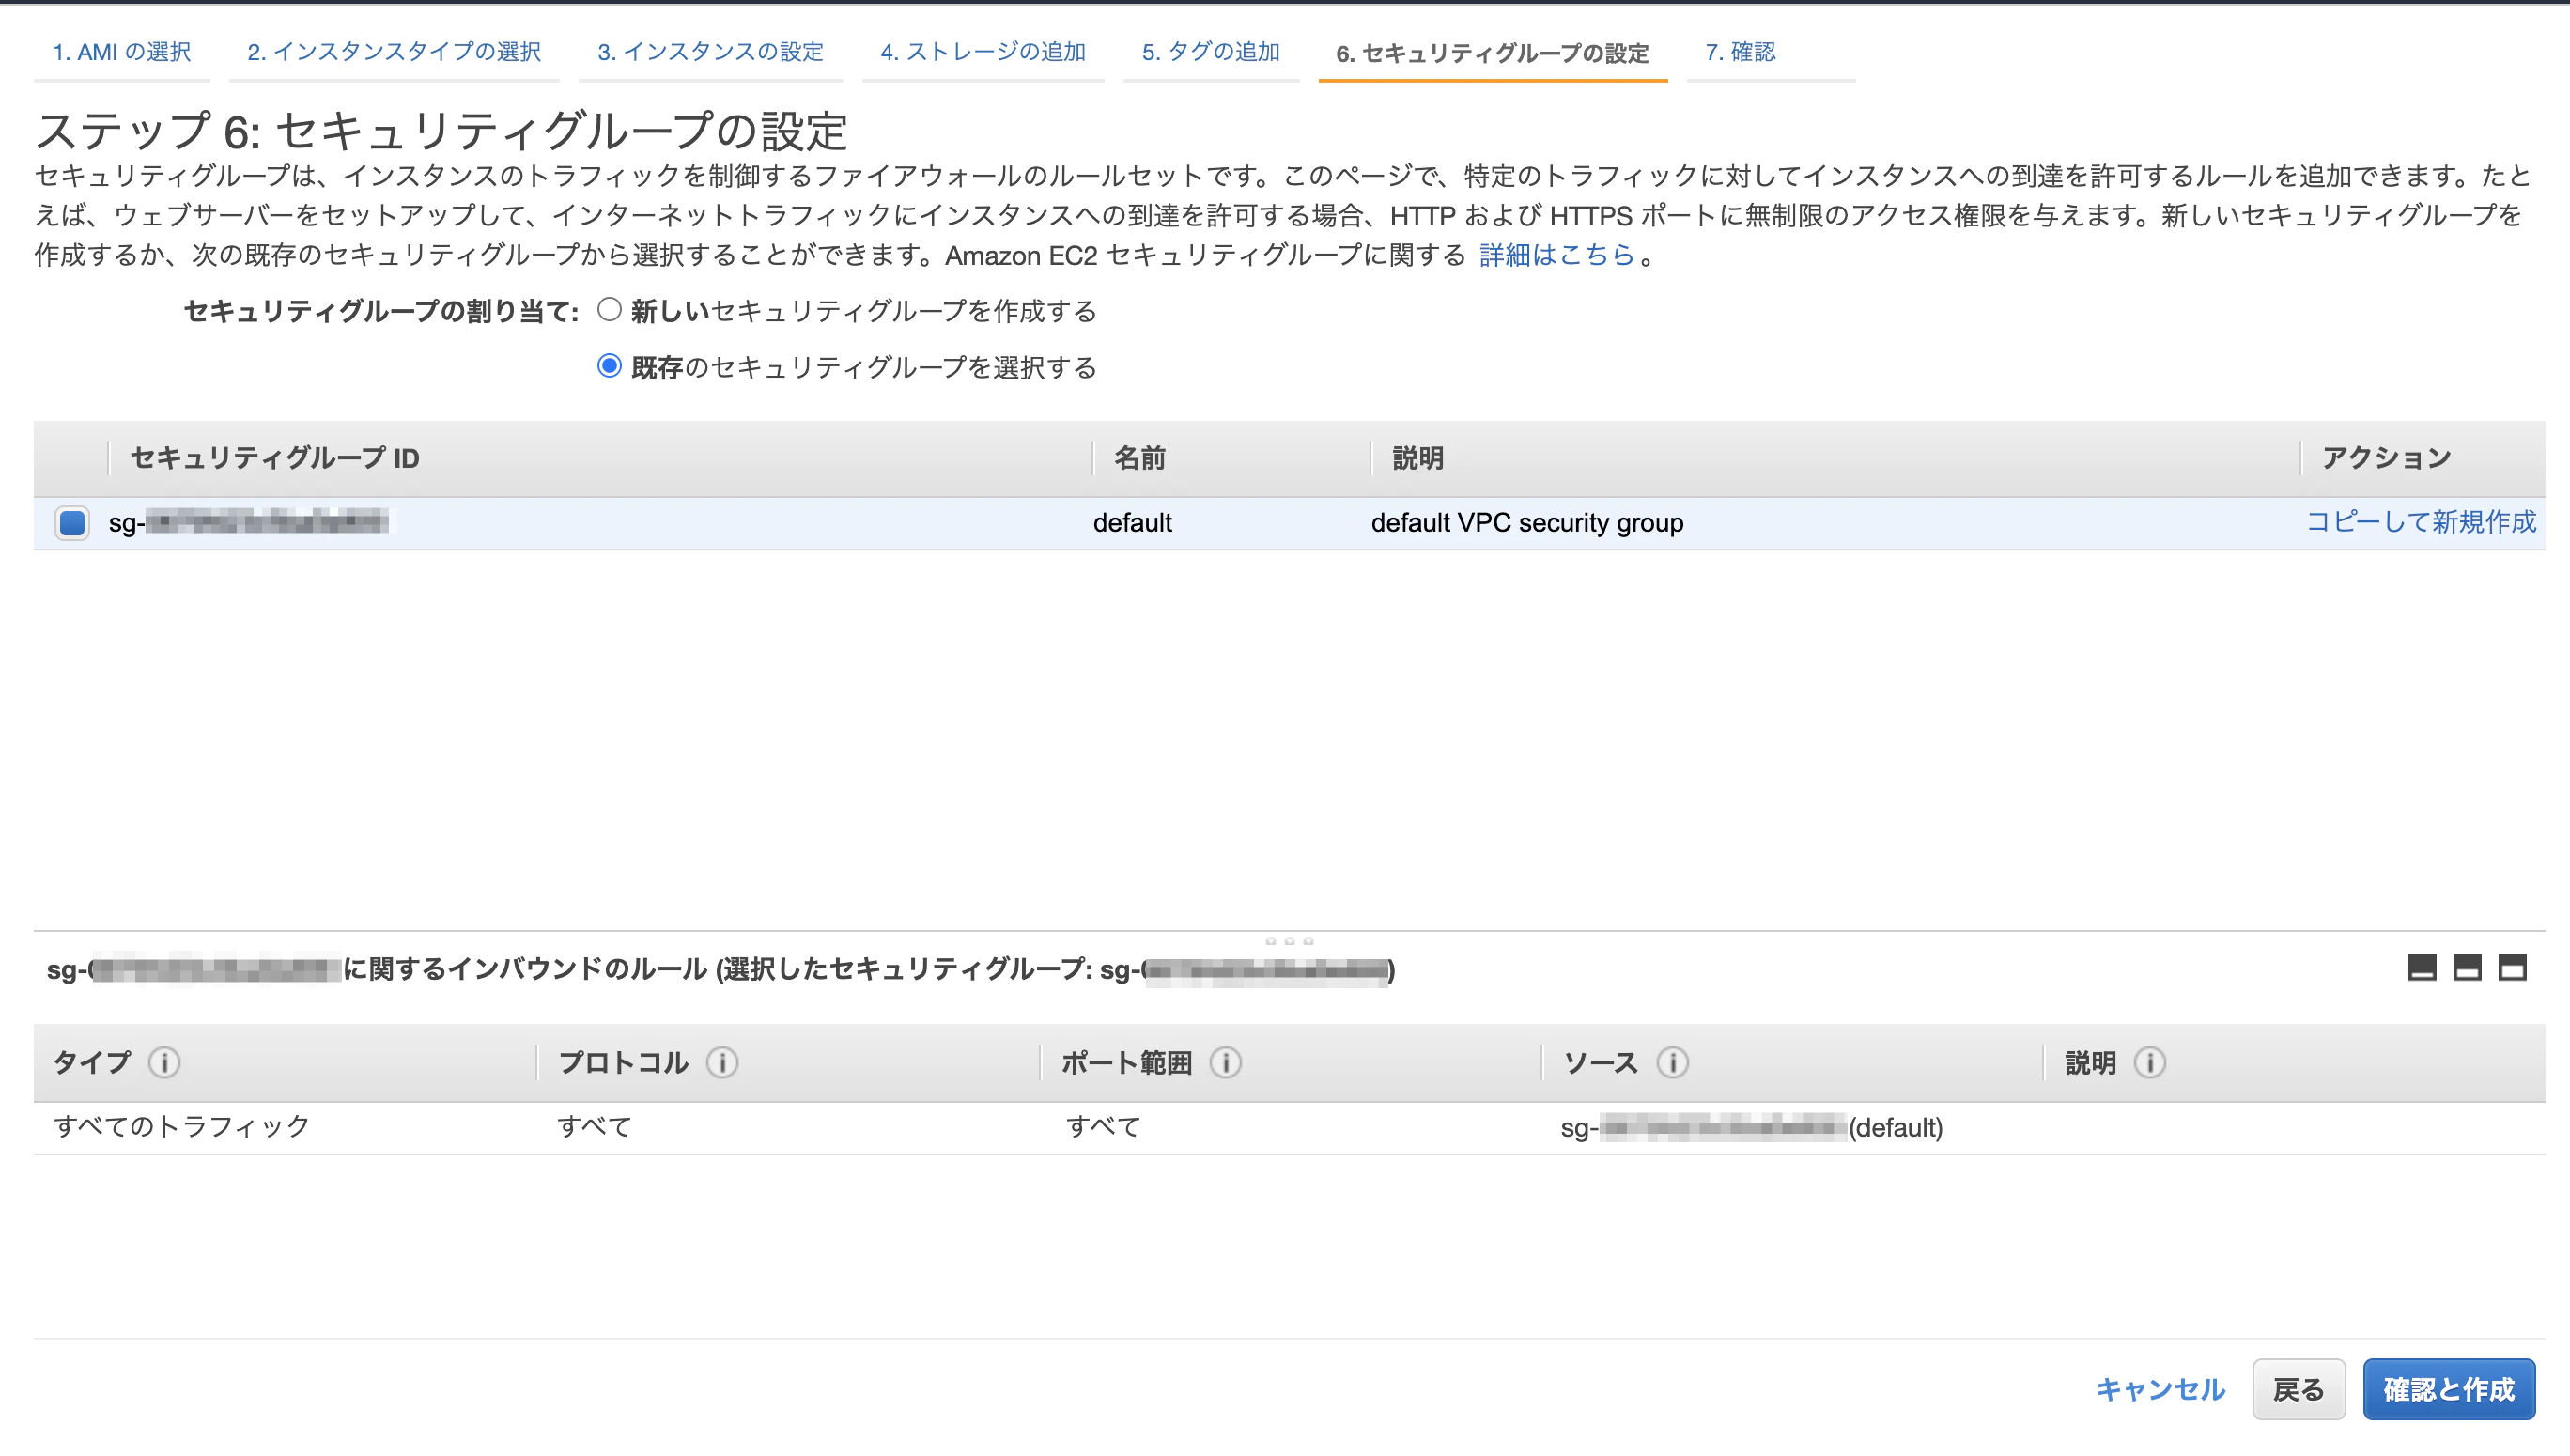 1. AMI の選択 2. インスタンスタイプの選択 3. インスタンスの設定 4. ストレージの追加 5. タグの追加 6. セキュリティグループの設定 7. 確認
ステップ 6: セキュリティグループの設定
セキュリティグループは、インスタンスのトラフィックを制御するファイアウォールのルールセットです。このページで、特定のトラフィックに対してインスタンスへの到達を許可するルールを追加できます。たと
えば、ウェブサーバーをセットアップして、インターネットトラフィックにインスタンスへの到達を許可する場合、HTTP および HTTPS ポートに無制限のアクセス権限を与えます。新しいセキュリティグループを
作成するか、次の既存のセキュリティグループから選択することができます。Amazon EC2 セキュリティグループに関する 詳細はこちら 。
セキュリティグループの割り当て: 新しいセキュリティグループを作成する
既存のセキュリティグループを選択する
セキュリティグループ ID 名前 説明 アクション
sg- default default VPC security group コピーして新規作成
sg- に関するインバウンドのルール (選択したセキュリティグループ: sg- )
タイプ プロトコル ポート範囲 ソース 説明
すべてのトラフィック すべて すべて sg- (default)
キャンセル 戻る 確認と作成